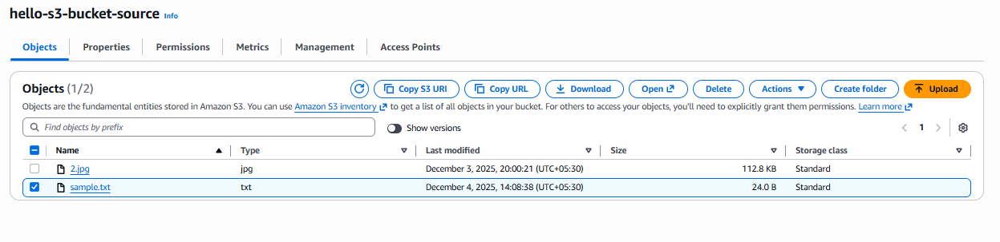 hello-s3-bucket-source Info
Objects Properties Permissions Metrics Management Access Points
Objects (1/2) Copy S3 URI Copy URL Download Open Delete Actions Create folder Upload
Objects are the fundamental entities stored in Amazon S3. You can use Amazon S3 inventory to get a list of all objects in your bucket. For others to access your objects, you'll need to explicitly grant them permissions. Learn more
Find objects by prefix Show versions 1
Name Type Last modified Size Storage class
2.jpg jpg December 3, 2025, 20:00:21 (UTC+05:30) 112.8 KB Standard
sample.txt txt December 4, 2025, 14:08:38 (UTC+05:30) 24.0 B Standard